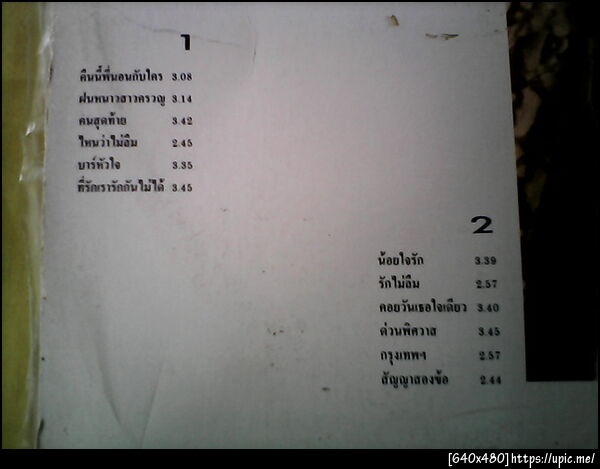 1
คืนนี้พี่นอนกับใคร 3.08
ฝนหนาวสาวครวญ 3.14
คนสุดท้าย 3.42
ไหนว่าไม่ลืม 2.45
บาร์หัวใจ 3.35
ที่รักเรารักกันไม่ได้ 3.45
2
น้อยใจรัก 3.39
รักไม่ลืม 2.57
คอยวันเธอใจเดียว 3.40
ด่วนพิศวาส 3.45
กรุงเทพฯ 2.57
สัญญาสองข้อ 2.44
[640x480]https://upic.me/